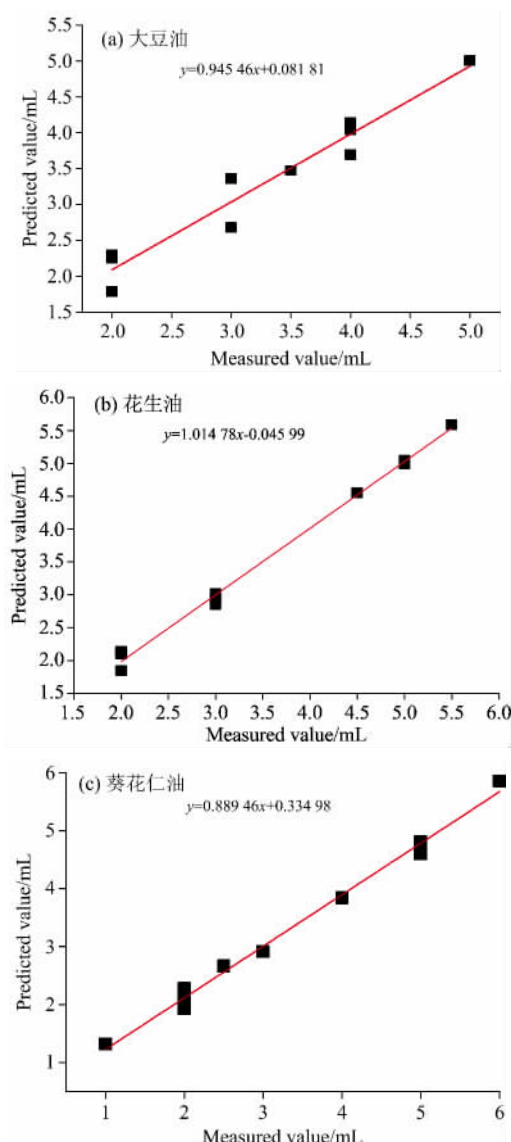 (a) 大豆油
y=0.945 46x+0.081 81
5.5
5.0
4.5
4.0
3.5
3.0
2.5
2.0
1.5
Predicted value/mL
2.0 2.5 3.0 3.5 4.0 4.5 5.0
Measured value/mL
(b) 花生油
y=1.014 78x-0.045 99
6.0
5.5
5.0
4.5
4.0
3.5
3.0
2.5
2.0
1.5
Predicted value/mL
1.5 2.0 2.5 3.0 3.5 4.0 4.5 5.0 5.5 6.0
Measured value/mL
(c) 葵花仁油
y=0.889 46x+0.334 98
6
5
4
3
2
1
Predicted value/mL
1 2 3 4 5 6
Measured value/mL